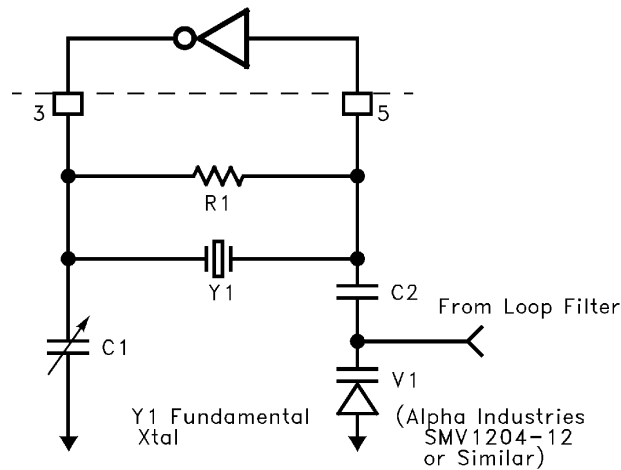 3
5
R1
Y1
C2
From Loop Filter
C1
V1
Y1 Fundamental
Xtal
(Alpha Industries
SMV1204-12
or Similar)